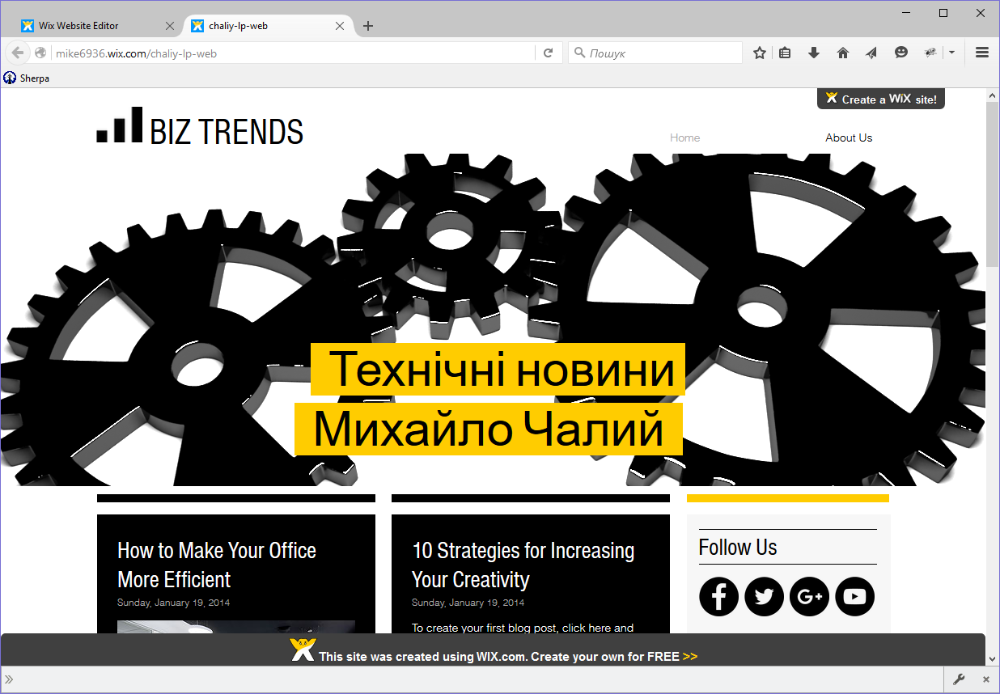 Wix Website Editor
chaliy-lp-web
mike6936.wix.com/chaliy-lp-web
Пошук
Sherpa
Create a WiX site!
BIZ TRENDS
Home
About Us
Технічні новини
Михайло Чалий
How to Make Your Office
More Efficient
Sunday, January 19, 2014
10 Strategies for Increasing
Your Creativity
Sunday, January 19, 2014
To create your first blog post, click here and
Follow Us
G+
This site was created using WIX.com. Create your own for FREE >>